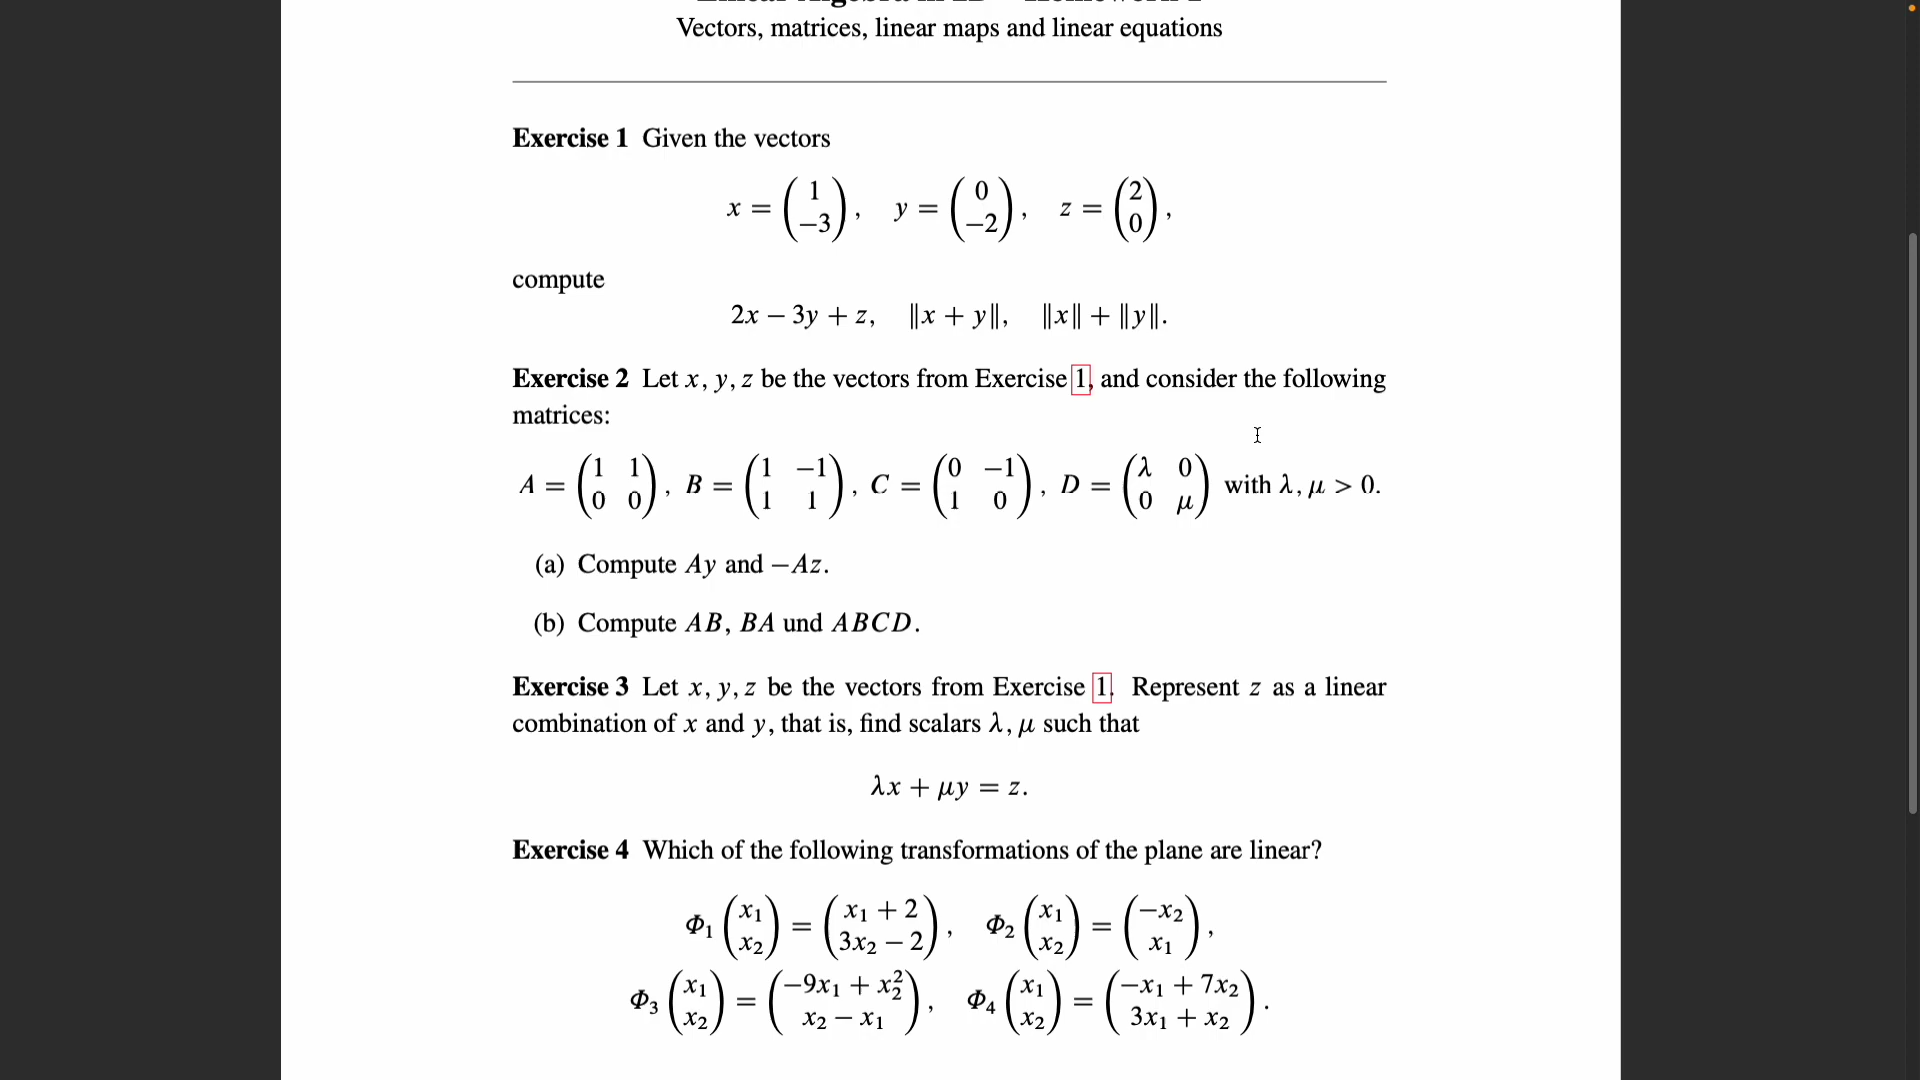 Vectors, matrices, linear maps and linear equations
Exercise 1 Given the vectors
x = ( 1 -3 ), y = ( 0 -2 ), z = ( 2 0 ),
compute
2x − 3y + z, ‖x + y‖, ‖x‖ + ‖y‖.
Exercise 2 Let x, y, z be the vectors from Exercise 1, and consider the following
matrices:
A = ( 1 1 0 0 ), B = ( 1 −1 1 1 ), C = ( 0 −1 1 0 ), D = ( λ 0 0 μ ) with λ, μ > 0.
(a) Compute Ay and −Az.
(b) Compute AB, BA und ABCD.
Exercise 3 Let x, y, z be the vectors from Exercise 1. Represent z as a linear
combination of x and y, that is, find scalars λ, μ such that
λx + μy = z.
Exercise 4 Which of the following transformations of the plane are linear?
Φ₁ ( x₁ x₂ ) = ( x₁ + 2 3x₂ − 2 ), Φ₂ ( x₁ x₂ ) = ( −x₂ x₁ ),
Φ₃ ( x₁ x₂ ) = ( −9x₁ + x₂² x₂ − x₁ ), Φ₄ ( x₁ x₂ ) = ( −x₁ + 7x₂ 3x₁ + x₂ ).